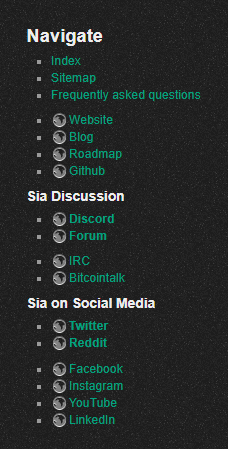 Navigate
Index
Sitemap
Frequently asked questions
Website
Blog
Roadmap
Github
Sia Discussion
Discord
Forum
IRC
Bitcointalk
Sia on Social Media
Twitter
Reddit
Facebook
Instagram
YouTube
LinkedIn